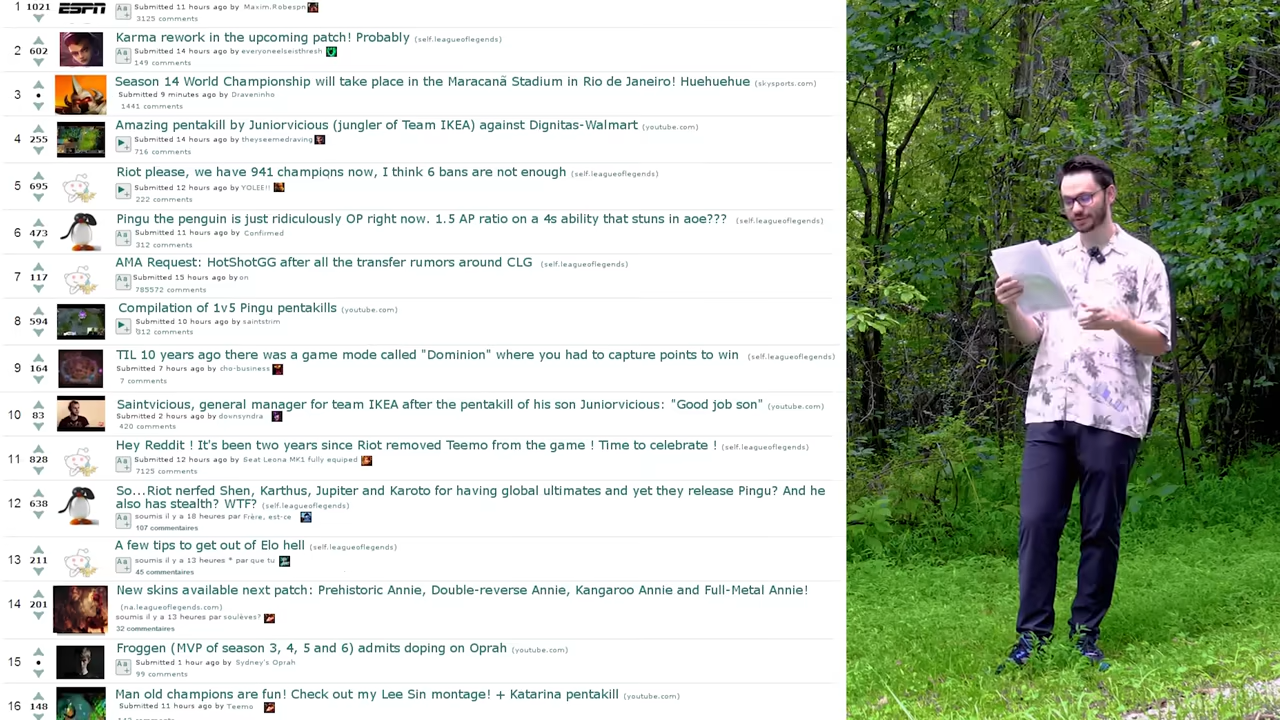 1 1021 ESPN Submitted 11 hours ago by Maxim.Robespn
3125 comments
Karma rework in the upcoming patch! Probably (self.leagueoflegends)
602 Aa+ Submitted 14 hours ago by everyoneelseisthresh
149 comments
Season 14 World Championship will take place in the Maracanã Stadium in Rio de Janeiro! Huehuehue (skysports.com)
• Submitted 9 minutes ago by Draveninho
1441 comments
Amazing pentakill by Juniorvicious (jungler of Team IKEA) against Dignitas-Walmart (youtube.com)
255 Submitted 14 hours ago by theyseemedraving
716 comments
Riot please, we have 941 champions now, I think 6 bans are not enough (self.leagueoflegends)
695 Submitted 12 hours ago by YOLEE!!
222 comments
Pingu the penguin is just ridiculously OP right now. 1.5 AP ratio on a 4s ability that stuns in aoe??? (self.leagueoflegends)
473 Aa+ Submitted 11 hours ago by Confirmed
312 comments
AMA Request: HotShotGG after all the transfer rumors around CLG (self.leagueoflegends)
117 Aa+ Submitted 15 hours ago by on
785572 comments
Compilation of 1v5 Pingu pentakills (youtube.com)
594 Submitted 10 hours ago by saintstrim
912 comments
TIL 10 years ago there was a game mode called "Dominion" where you had to capture points to win (self.leagueoflegends)
164 Submitted 7 hours ago by cho-business
7 comments
Saintvicious, general manager for team IKEA after the pentakill of his son Juniorvicious: "Good job son" (youtube.com)
10 83 Submitted 2 hours ago by downsyndra
420 comments
Hey Reddit ! It's been two years since Riot removed Teemo from the game ! Time to celebrate ! (self.leagueoflegends)
1 828 Aa+ Submitted 12 hours ago by Seat Leona MK1 fully equiped
7125 comments
So...Riot nerfed Shen, Karthus, Jupiter and Karoto for having global ultimates and yet they release Pingu? And he
638 also has stealth? WTF? (self.leagueoflegends)
Aa+ soumis il y a 18 heures par Frère, est-ce
107 commentaires
A few tips to get out of Elo hell (self.leagueoflegends)
211 Aa+ soumis il y a 13 heures * par que tu
45 commentaires
New skins available next patch: Prehistoric Annie, Double-reverse Annie, Kangaroo Annie and Full-Metal Annie!
201 (na.leagueoflegends.com)
soumis il y a 13 heures par soulèves?
32 commentaires
Froggen (MVP of season 3, 4, 5 and 6) admits doping on Oprah (youtube.com)
• Aa+ Submitted 1 hour ago by Sydney's Oprah
99 comments
Man old champions are fun! Check out my Lee Sin montage! + Katarina pentakill (youtube.com)
148 Submitted 11 hours ago by Teemo